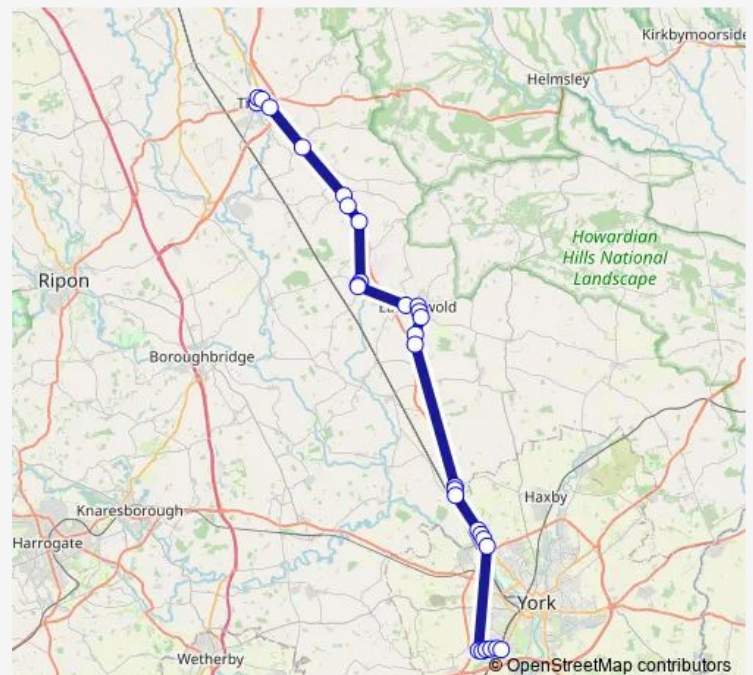 Kirkbymoorside
Helmsley
Howardian
Hills National
Landscape
Ripon
Boroughbridge
Knaresborough
Haxby
Harrogate
York
Wetherby
© OpenStreetMap contributors